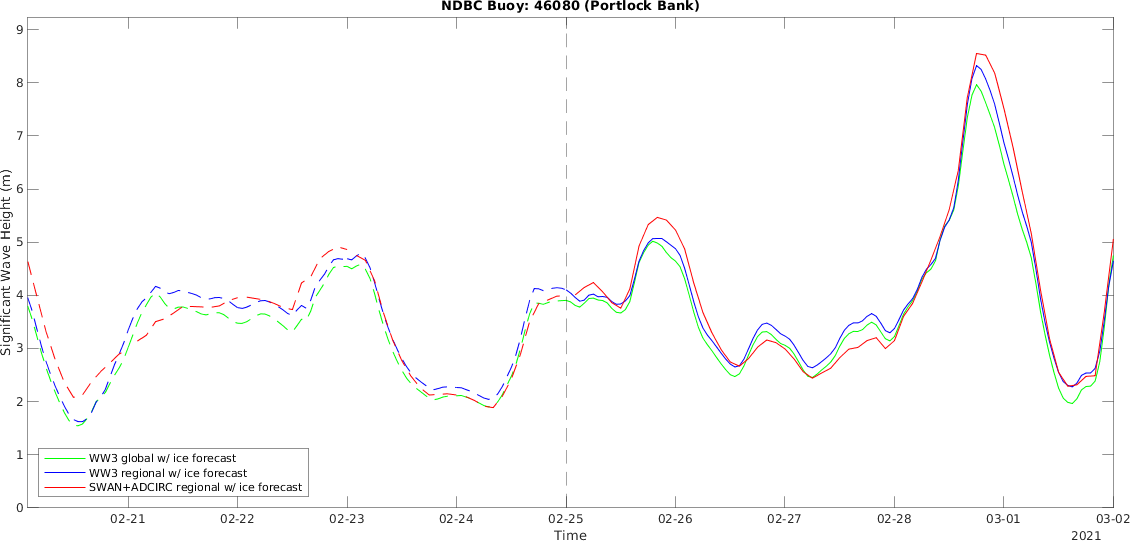 NDBC Buoy: 46080 (Portlock Bank)
Significant Wave Height (m)
9
8
7
6
5
4
3
2
1
0
WW3 global w/ ice forecast
WW3 regional w/ ice forecast
SWAN+ADCIRC regional w/ ice forecast
02-21 02-22 02-23 02-24 02-25 02-26 02-27 02-28 03-01 03-02
Time
2021